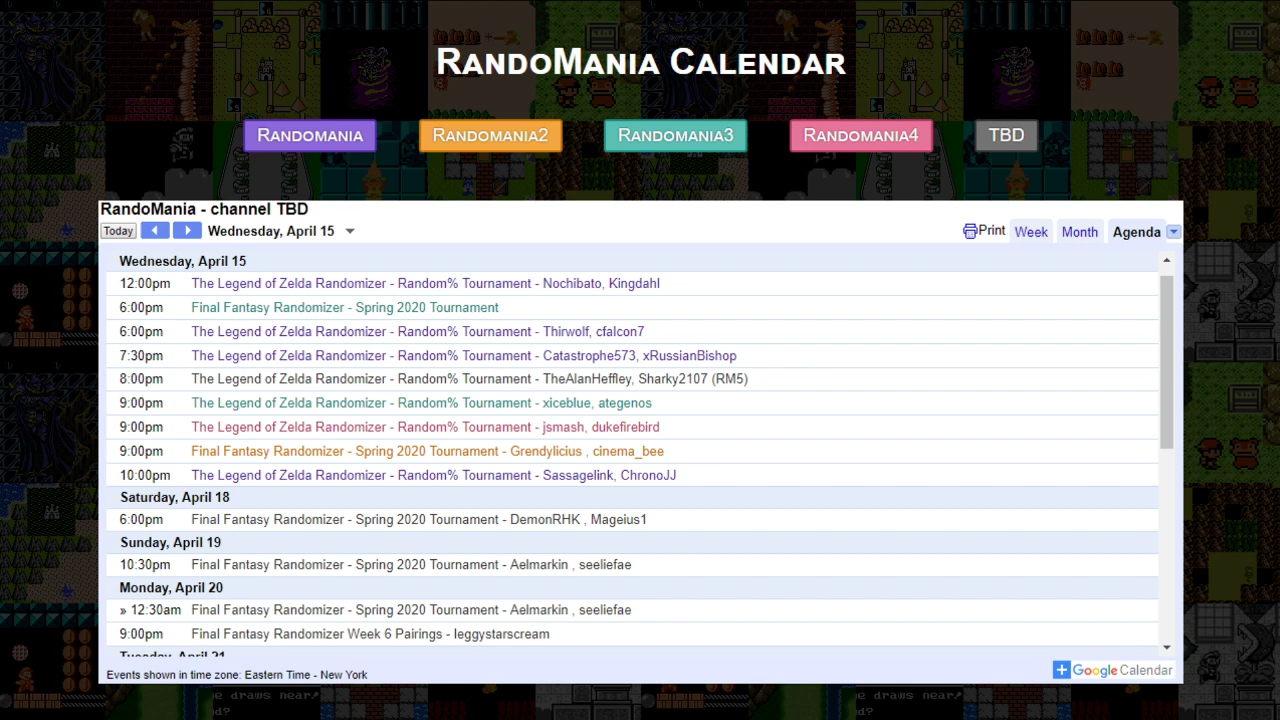 RandoMania Calendar
Randomania Randomania2 Randomania3 Randomania4 TBD
RandoMania - channel TBD
Today Wednesday, April 15 Print Week Month Agenda
Wednesday, April 15
12:00pm The Legend of Zelda Randomizer - Random% Tournament - Nochibato, Kingdahl
6:00pm Final Fantasy Randomizer - Spring 2020 Tournament
6:00pm The Legend of Zelda Randomizer - Random% Tournament - Thirwolf, cfalcon7
7:30pm The Legend of Zelda Randomizer - Random% Tournament - Catastrophe573, xRussianBishop
8:00pm The Legend of Zelda Randomizer - Random% Tournament - TheAlanHeffley, Sharky2107 (RM5)
9:00pm The Legend of Zelda Randomizer - Random% Tournament - xiceblue, ategenos
9:00pm The Legend of Zelda Randomizer - Random% Tournament - jsmash, dukefirebird
9:00pm Final Fantasy Randomizer - Spring 2020 Tournament - Grendylicius , cinema_bee
10:00pm The Legend of Zelda Randomizer - Random% Tournament - Sassagelink, ChronoJJ
Saturday, April 18
6:00pm Final Fantasy Randomizer - Spring 2020 Tournament - DemonRHK , Mageius1
Sunday, April 19
10:30pm Final Fantasy Randomizer - Spring 2020 Tournament - Aelmarkin , seeliefae
Monday, April 20
» 12:30am Final Fantasy Randomizer - Spring 2020 Tournament - Aelmarkin , seeliefae
9:00pm Final Fantasy Randomizer Week 6 Pairings - leggystarscream
Tuesday, April 21
Events shown in time zone: Eastern Time - New York
Google Calendar
draws near!